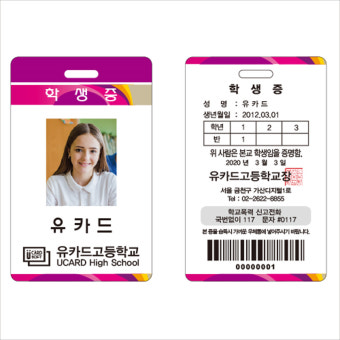 학 생 증
유 카 드
UCARD
SOFT
유카드고등학교
UCARD High School
학 생 증
성 명 : 유 카 드
생년월일 : 2012.03.01
학년 1 2 3
반 1
위 사람은 본교 학생임을 증명함.
2020 년 3 월 3 일
유카드고등학교장
서울 금천구 가산디지털1로
Tel : 02-2622-6855
학교폭력 신고전화
국번없이 117 문자 #0117
본 증을 습득시 가까운 우체통에 넣어주시기 바랍니다.
00000001